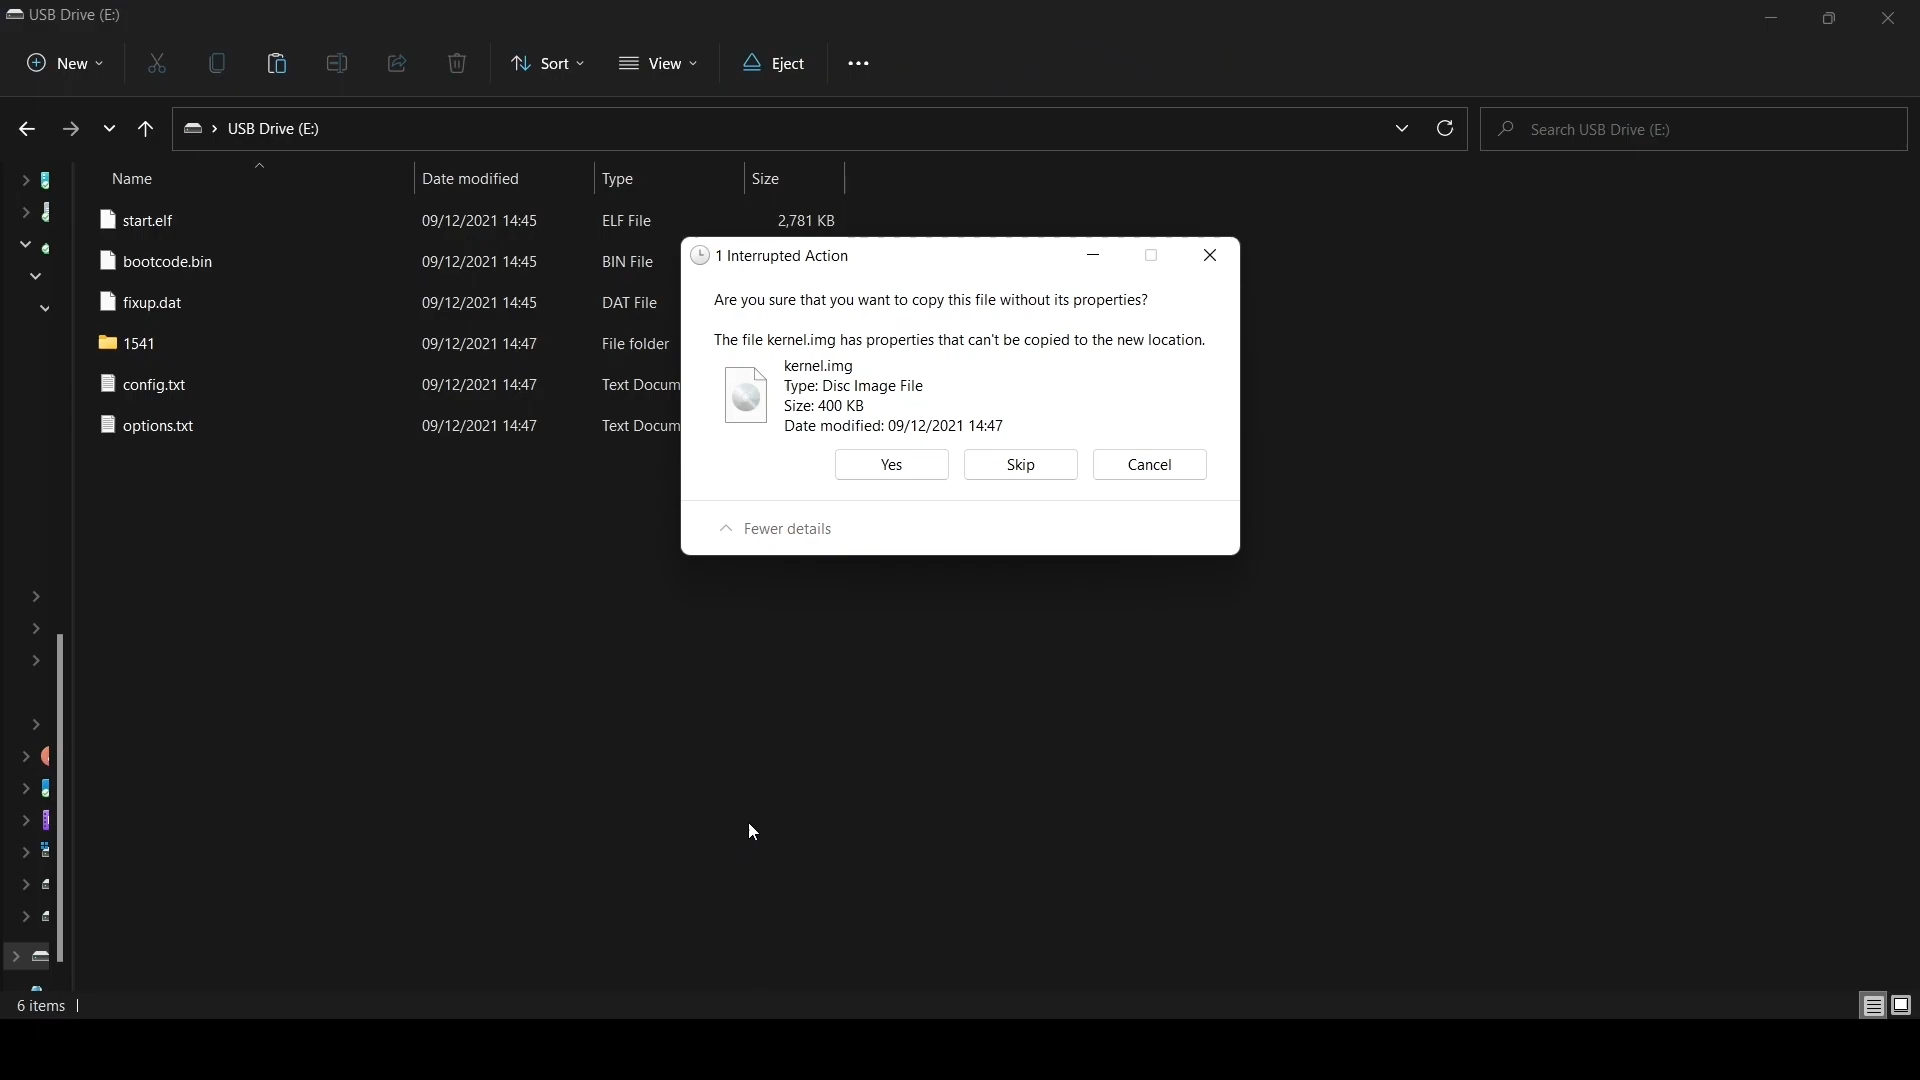 USB Drive (E:)
New
Sort
View
Eject
USB Drive (E:)
Search USB Drive (E:)
Name Date modified Type Size
start.elf 09/12/2021 14:45 ELF File 2,781 KB
bootcode.bin 09/12/2021 14:45 BIN File
fixup.dat 09/12/2021 14:45 DAT File
1541 09/12/2021 14:47 File folder
config.txt 09/12/2021 14:47 Text Docum
options.txt 09/12/2021 14:47 Text Docum
1 Interrupted Action
Are you sure that you want to copy this file without its properties?
The file kernel.img has properties that can't be copied to the new location.
kernel.img
Type: Disc Image File
Size: 400 KB
Date modified: 09/12/2021 14:47
Yes Skip Cancel
Fewer details
6 items